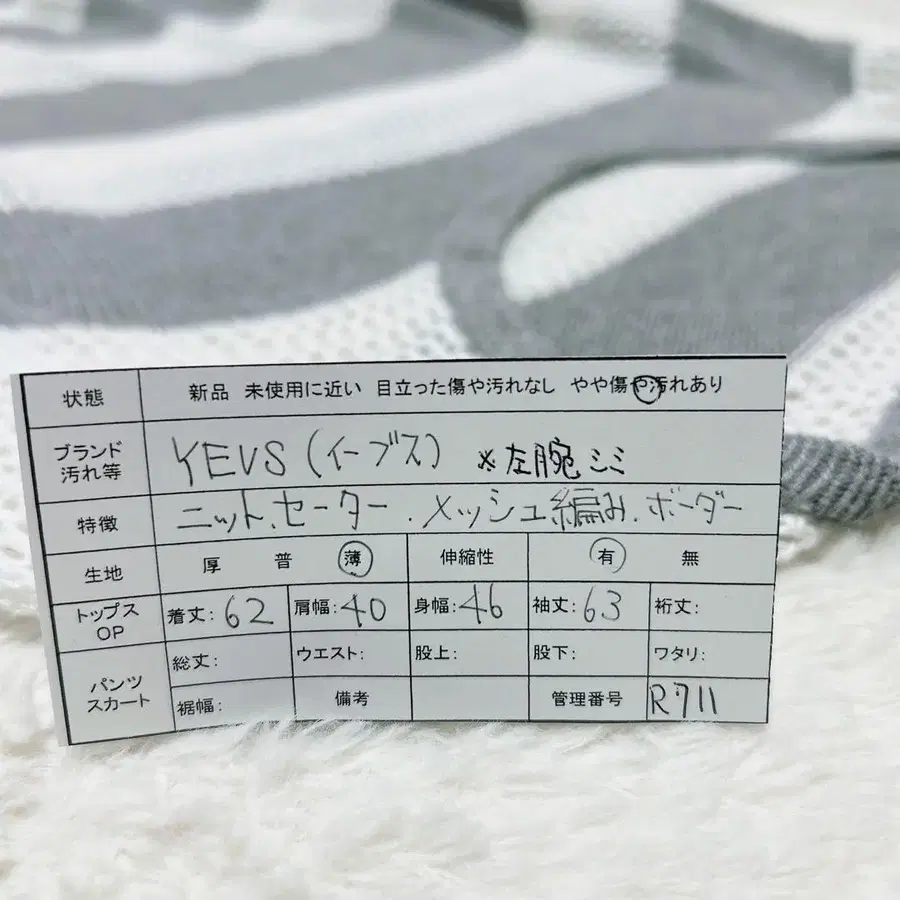 状態 新品 未使用に近い 目立った傷や汚れなし やや傷や汚れあり
ブランド 汚れ等 YEVS(イーブス) ※左腕シミ
特徴 ニット.セーター.メッシュ編み.ボーダー
生地 厚 普 薄 伸縮性 有 無
トップス OP 着丈:62 肩幅:40 身幅:46 袖丈:63 裄丈:
パンツ スカート 総丈: ウエスト: 股上: 股下: ワタリ:
裾幅: 備考 管理番号 R・711